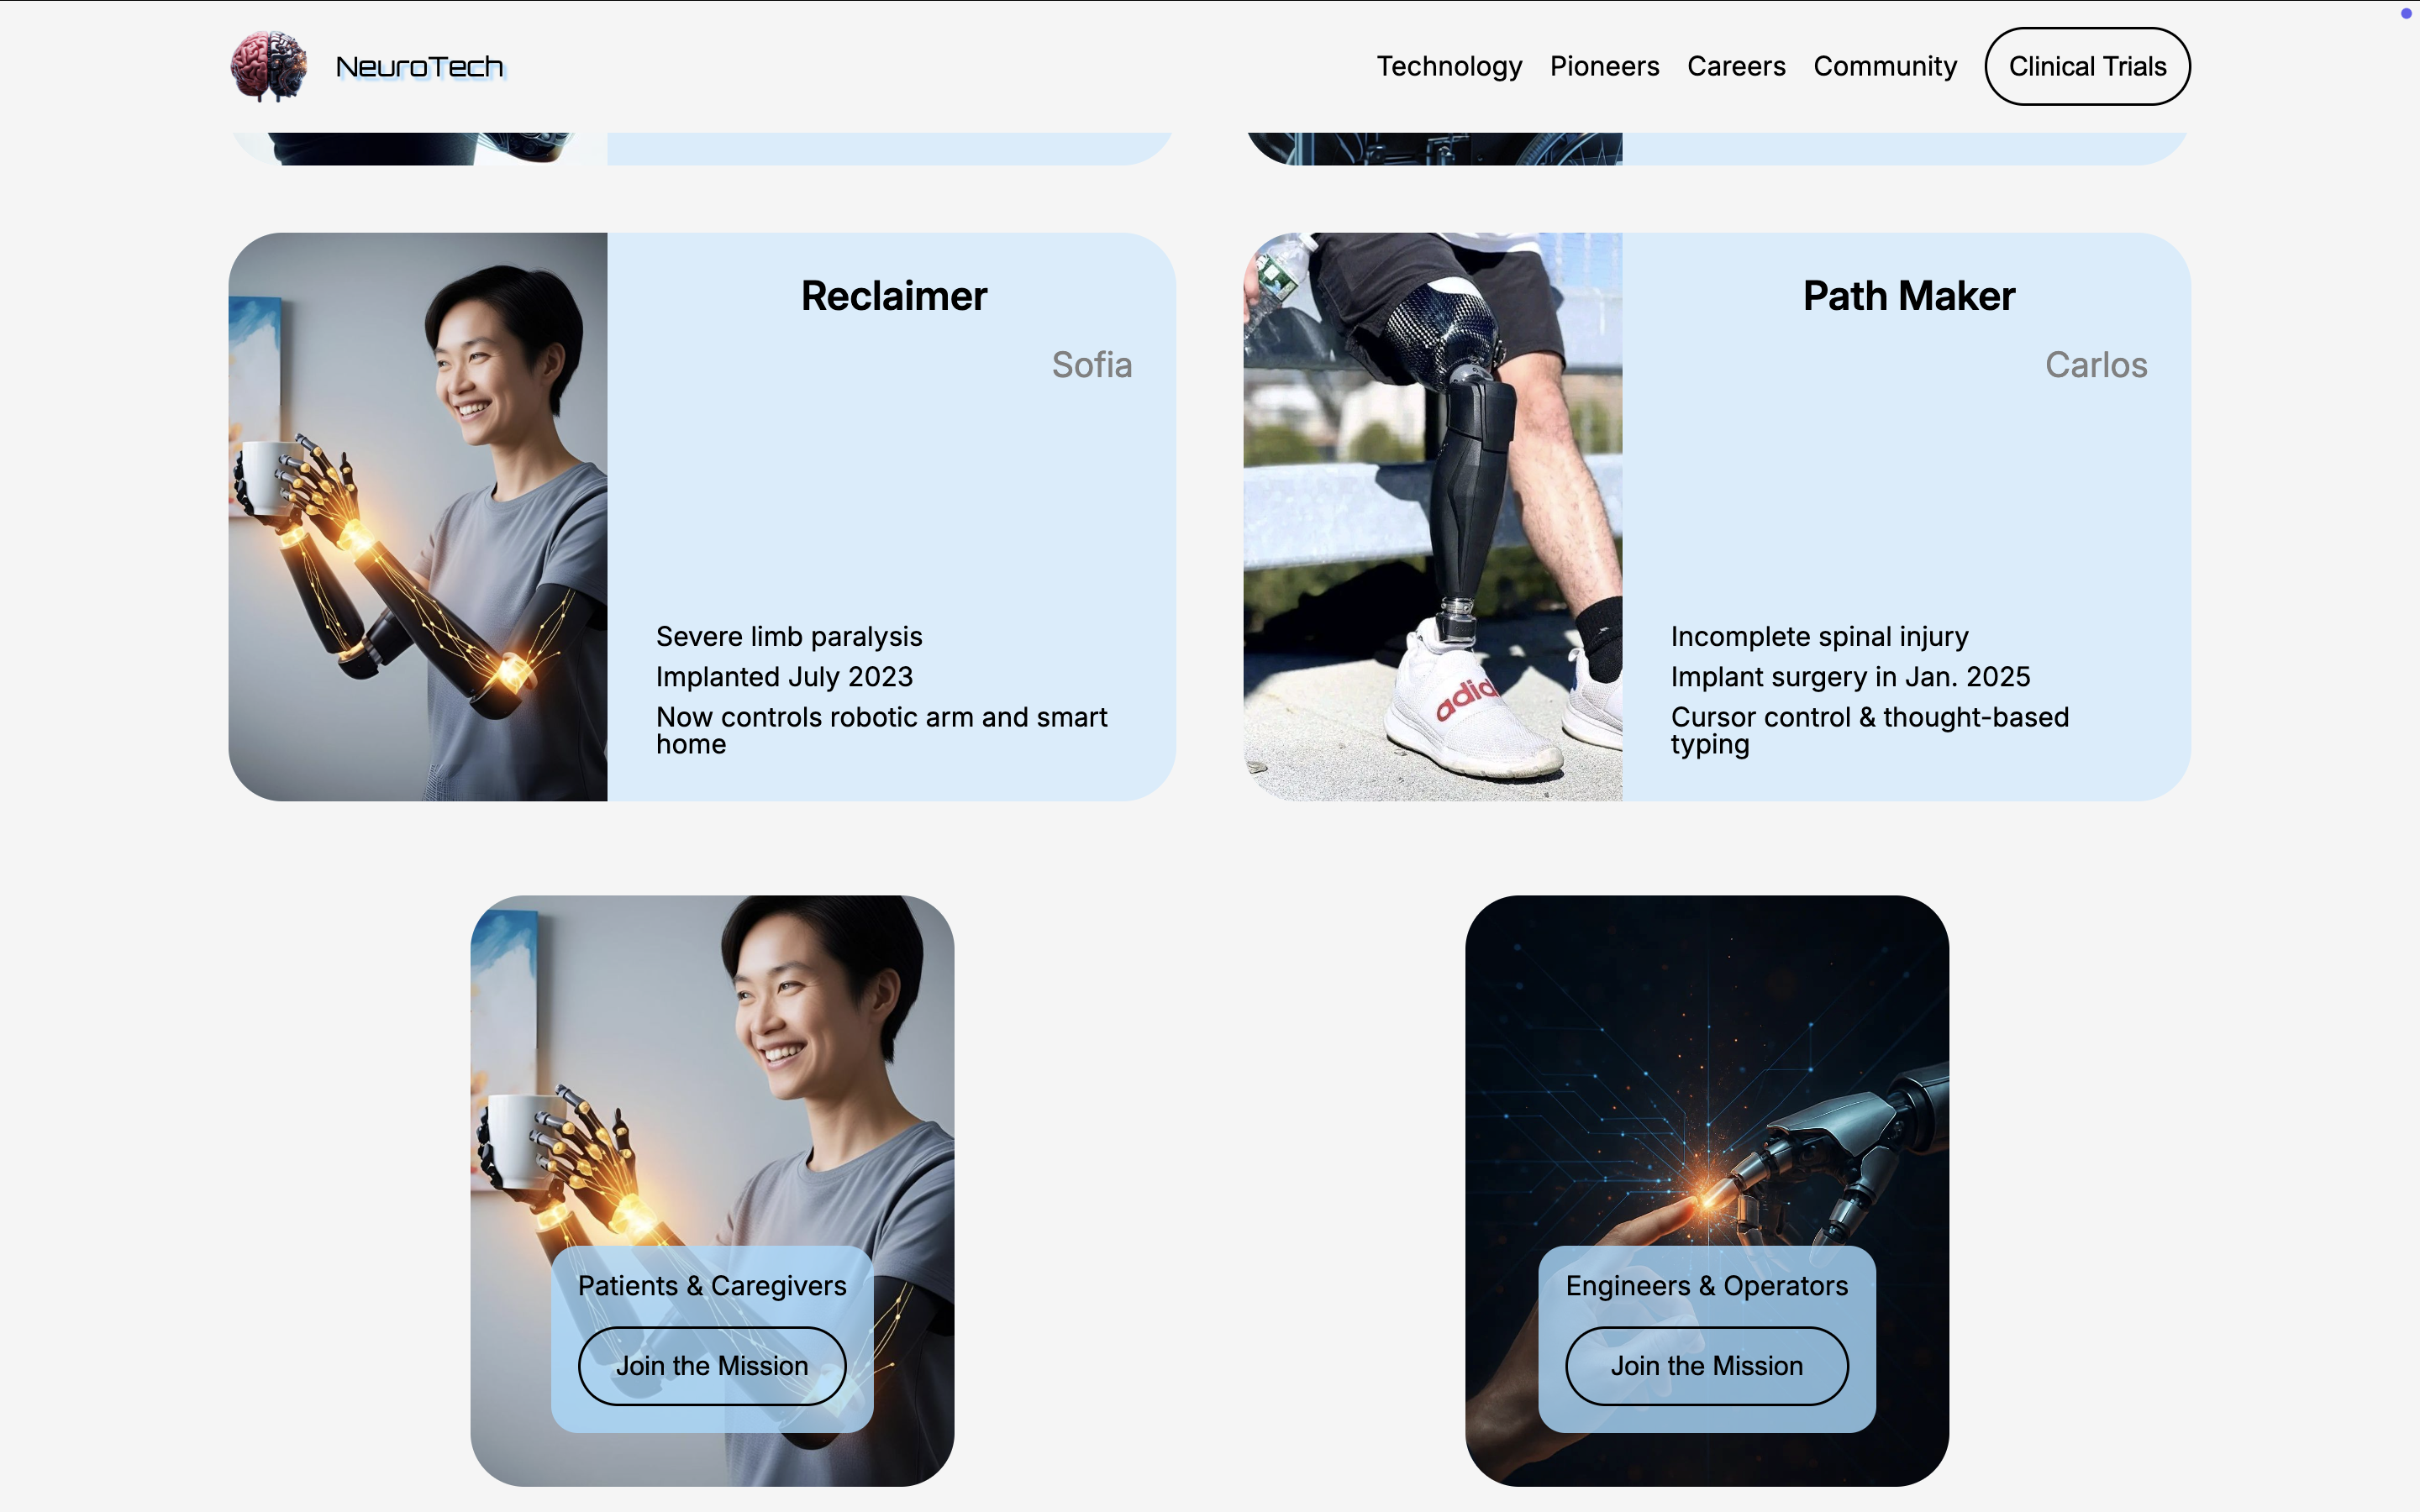 NeuroTech
Technology Pioneers Careers Community Clinical Trials
Reclaimer
Sofia
Severe limb paralysis
Implanted July 2023
Now controls robotic arm and smart
home
Path Maker
Carlos
adid
Incomplete spinal injury
Implant surgery in Jan. 2025
Cursor control & thought-based
typing
Patients & Caregivers
Join the Mission
Engineers & Operators
Join the Mission